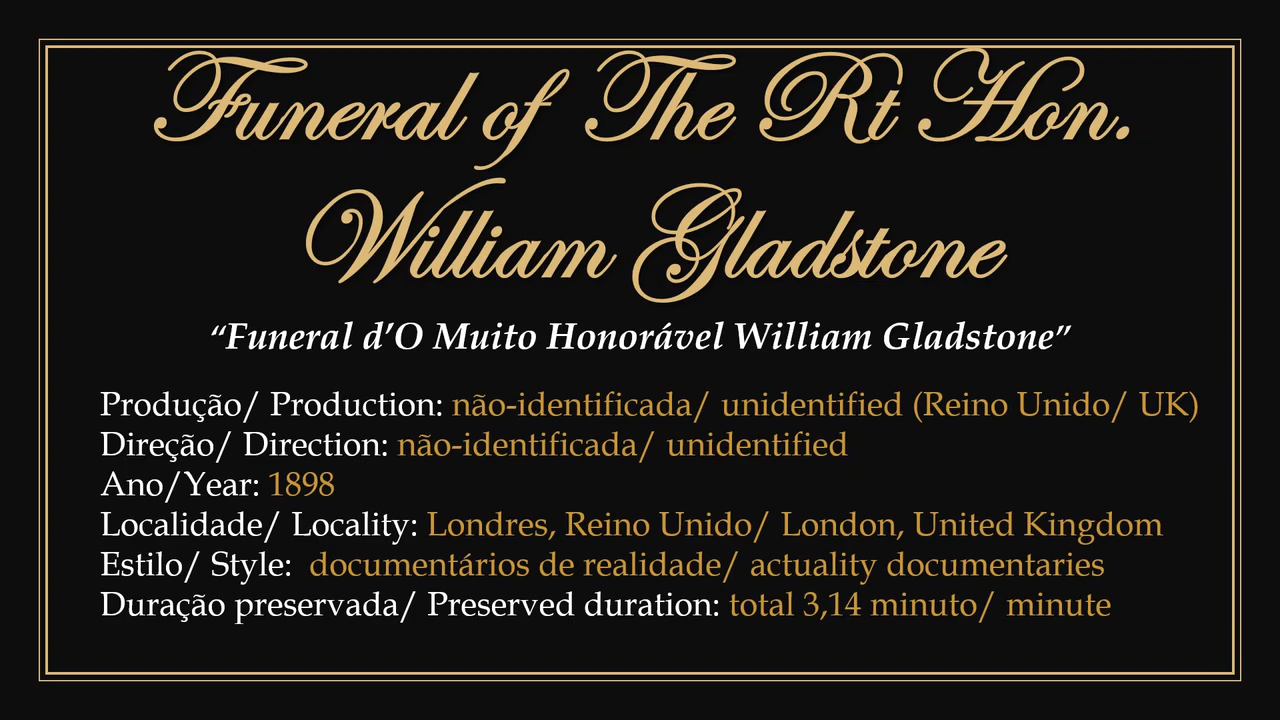 Funeral of The Rt Hon.
William Gladstone
“Funeral d’O Muito Honorável William Gladstone”
Produção/ Production: não-identificada/ unidentified (Reino Unido/ UK)
Direção/ Direction: não-identificada/ unidentified
Ano/Year: 1898
Localidade/ Locality: Londres, Reino Unido/ London, United Kingdom
Estilo/ Style: documentários de realidade/ actuality documentaries
Duração preservada/ Preserved duration: total 3,14 minuto/ minute